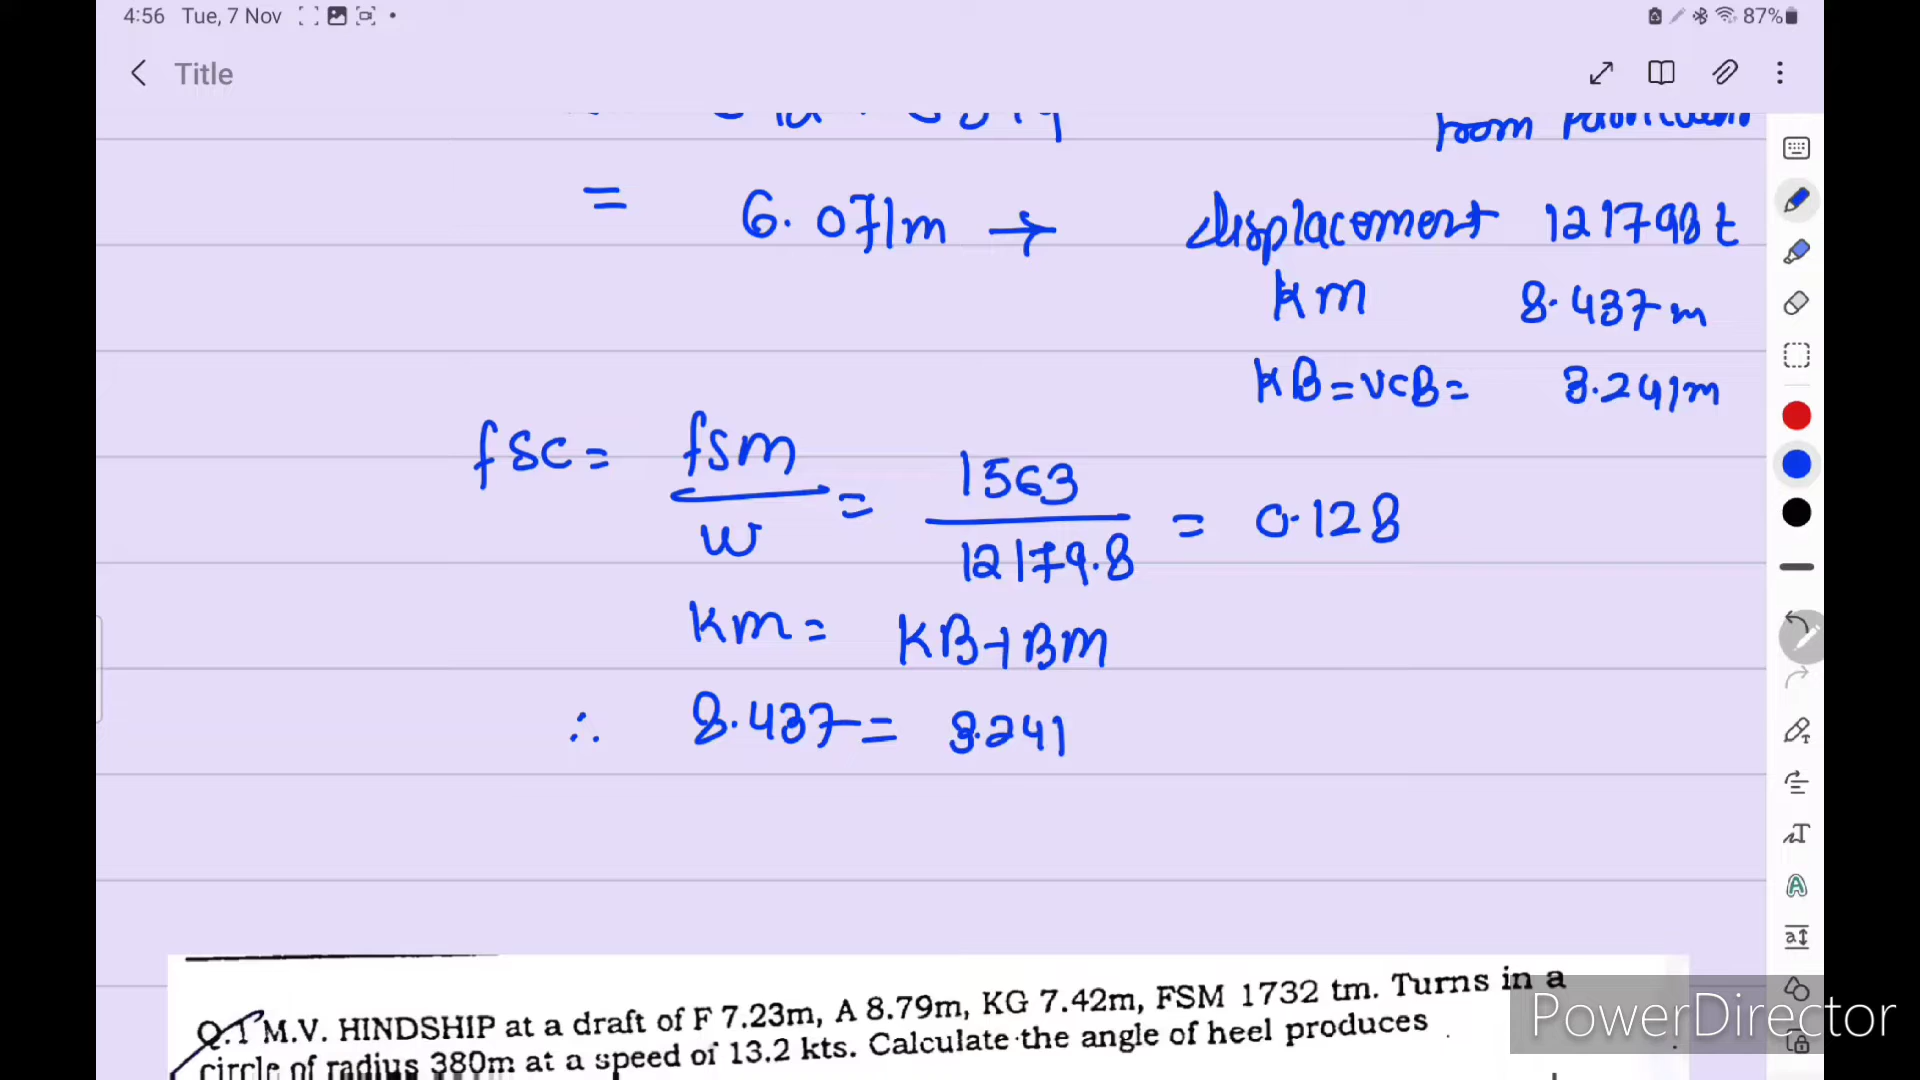 4:56 Tue, 7 Nov 87%
Title
= 6.071m → displacement 12179.8 t
km 8.437m
KB = VCB = 3.241m
fsc = fsm / w = 1563 / 12179.8 = 0.128
km = KB+BM
∴ 8.437 = 3.241
Q.1 M.V. HINDSHIP at a draft of F 7.23m, A 8.79m, KG 7.42m, FSM 1732 tm. Turns in a
circle of radius 380m at a speed of 13.2 kts. Calculate the angle of heel produces
PowerDirector